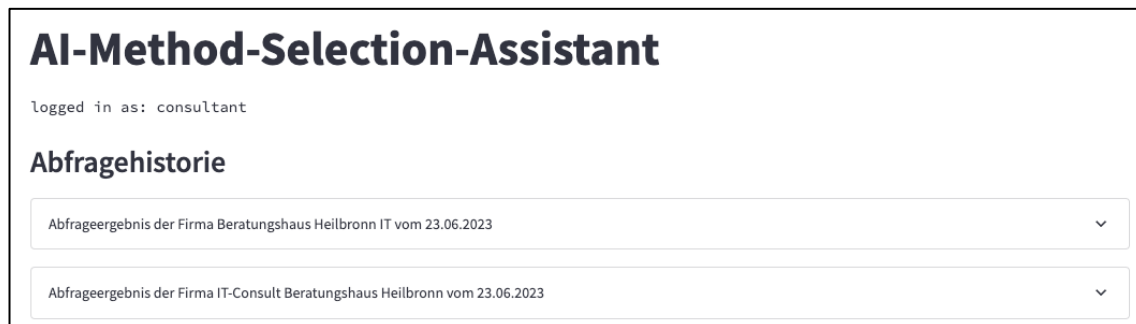 AI-Method-Selection-Assistant
logged in as: consultant
Abfragehistorie
Abfrageergebnis der Firma Beratungshaus Heilbronn IT vom 23.06.2023
Abfrageergebnis der Firma IT-Consult Beratungshaus Heilbronn vom 23.06.2023